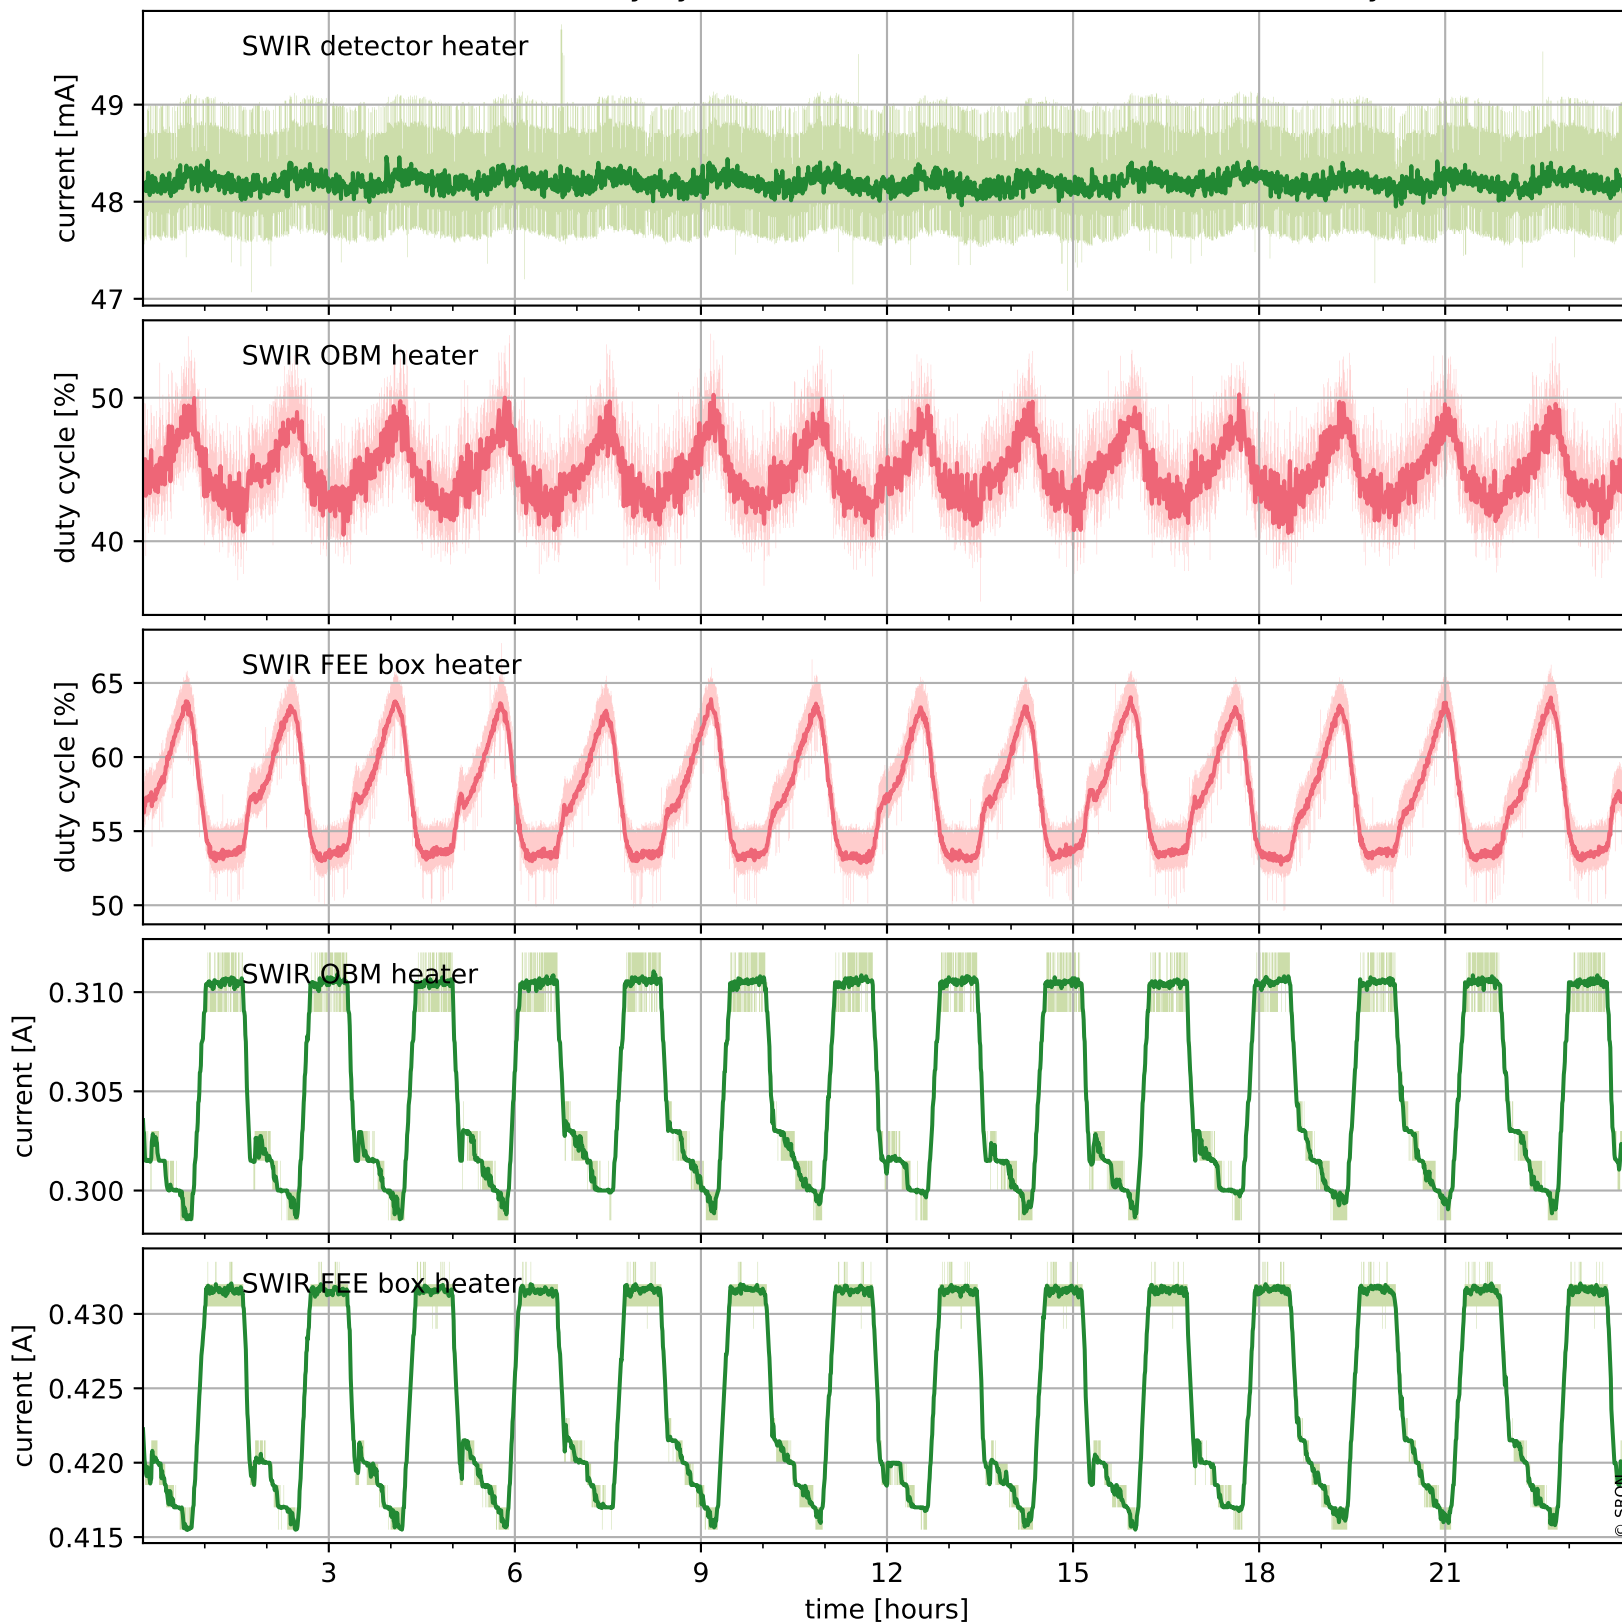 SWIR detector heater
current [mA]
49
48
47
SWIR OBM heater
duty cycle [%]
50
40
SWIR FEE box heater
duty cycle [%]
65
60
55
50
SWIR OBM heater
current [A]
0.310
0.305
0.300
SWIR FEE box heater
current [A]
0.430
0.425
0.420
0.415
3 6 9 12 15 18 21
time [hours]
© SRON